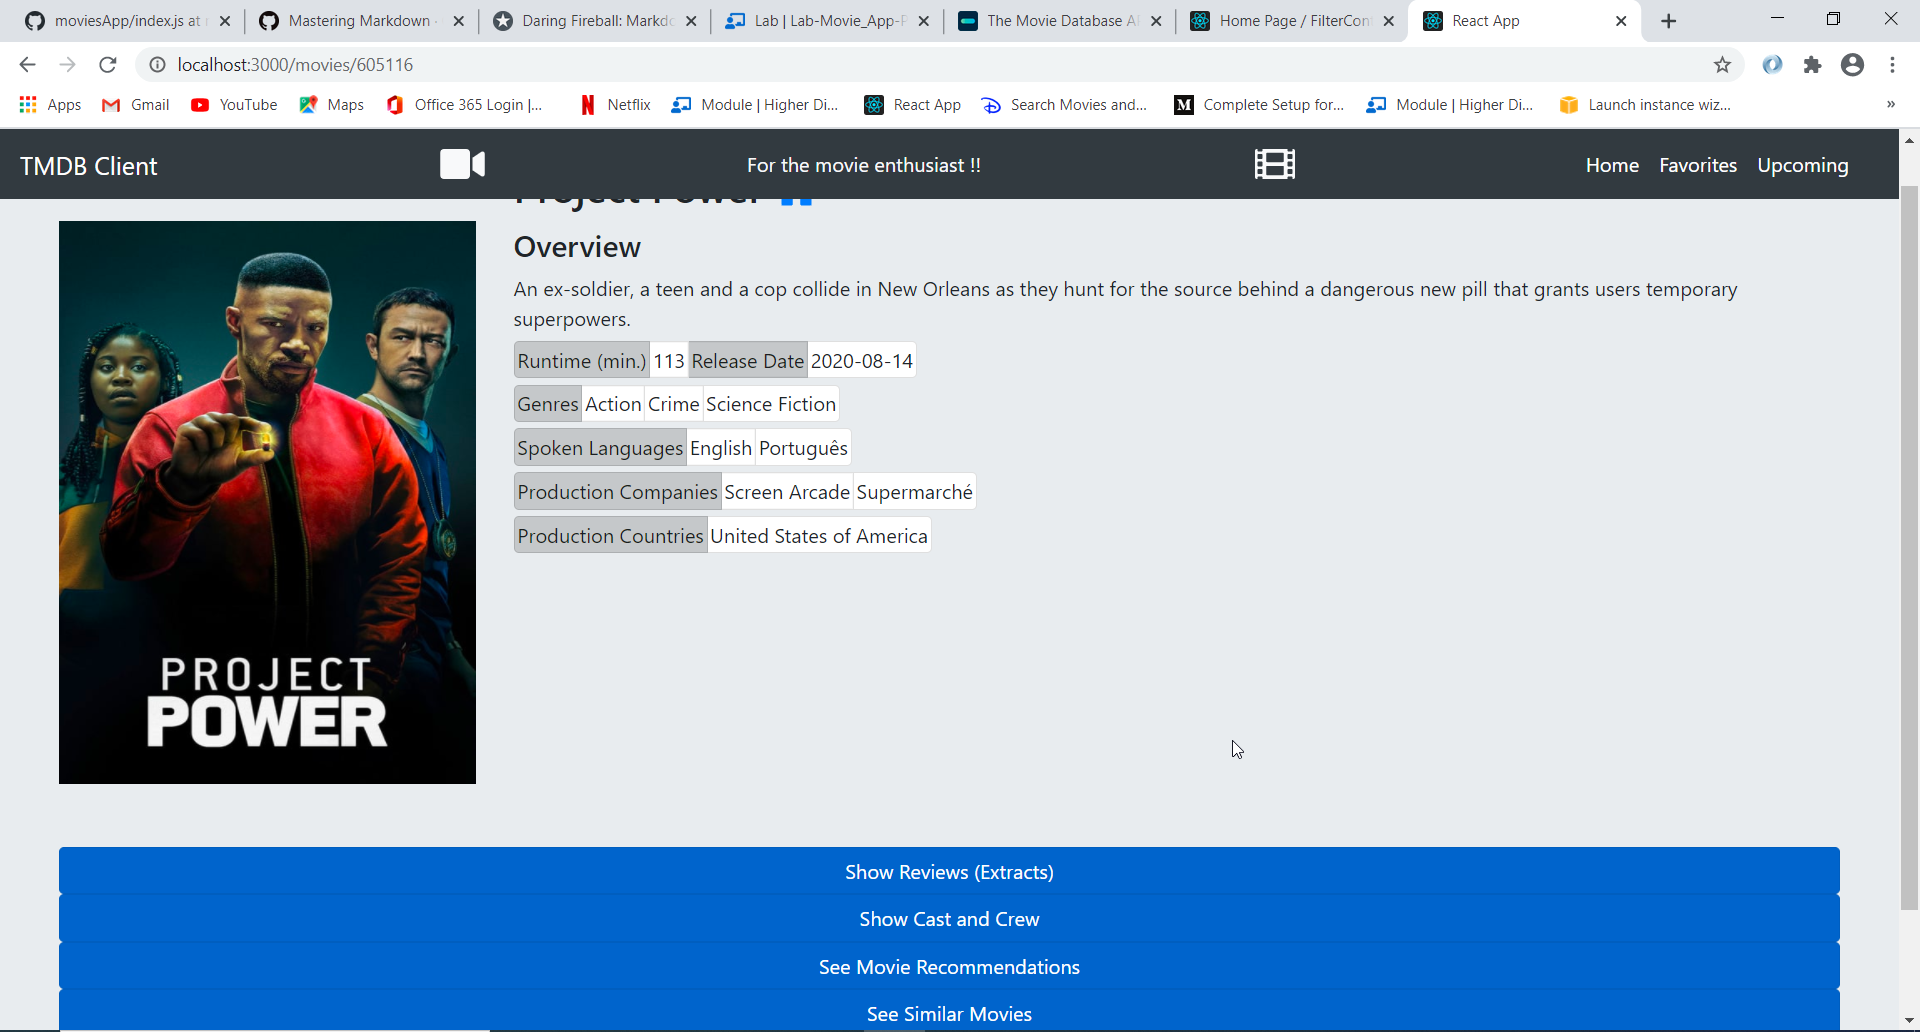 moviesApp/index.js at
Mastering Markdown ·
Daring Fireball: Markdo
Lab | Lab-Movie_App-P
The Movie Database A
Home Page / FilterCont
React App
localhost:3000/movies/605116
Apps
Gmail
YouTube
Maps
Office 365 Login |...
Netflix
Module | Higher Di...
React App
Search Movies and...
M
Complete Setup for...
Module | Higher Di...
Launch instance wiz...
»
TMDB Client
For the movie enthusiast !!
Home Favorites Upcoming
Project Power
Overview
An ex-soldier, a teen and a cop collide in New Orleans as they hunt for the source behind a dangerous new pill that grants users temporary
superpowers.
Runtime (min.) 113 Release Date 2020-08-14
Genres Action Crime Science Fiction
Spoken Languages English Português
Production Companies Screen Arcade Supermarché
Production Countries United States of America
PROJECT
POWER
Show Reviews (Extracts)
Show Cast and Crew
See Movie Recommendations
See Similar Movies